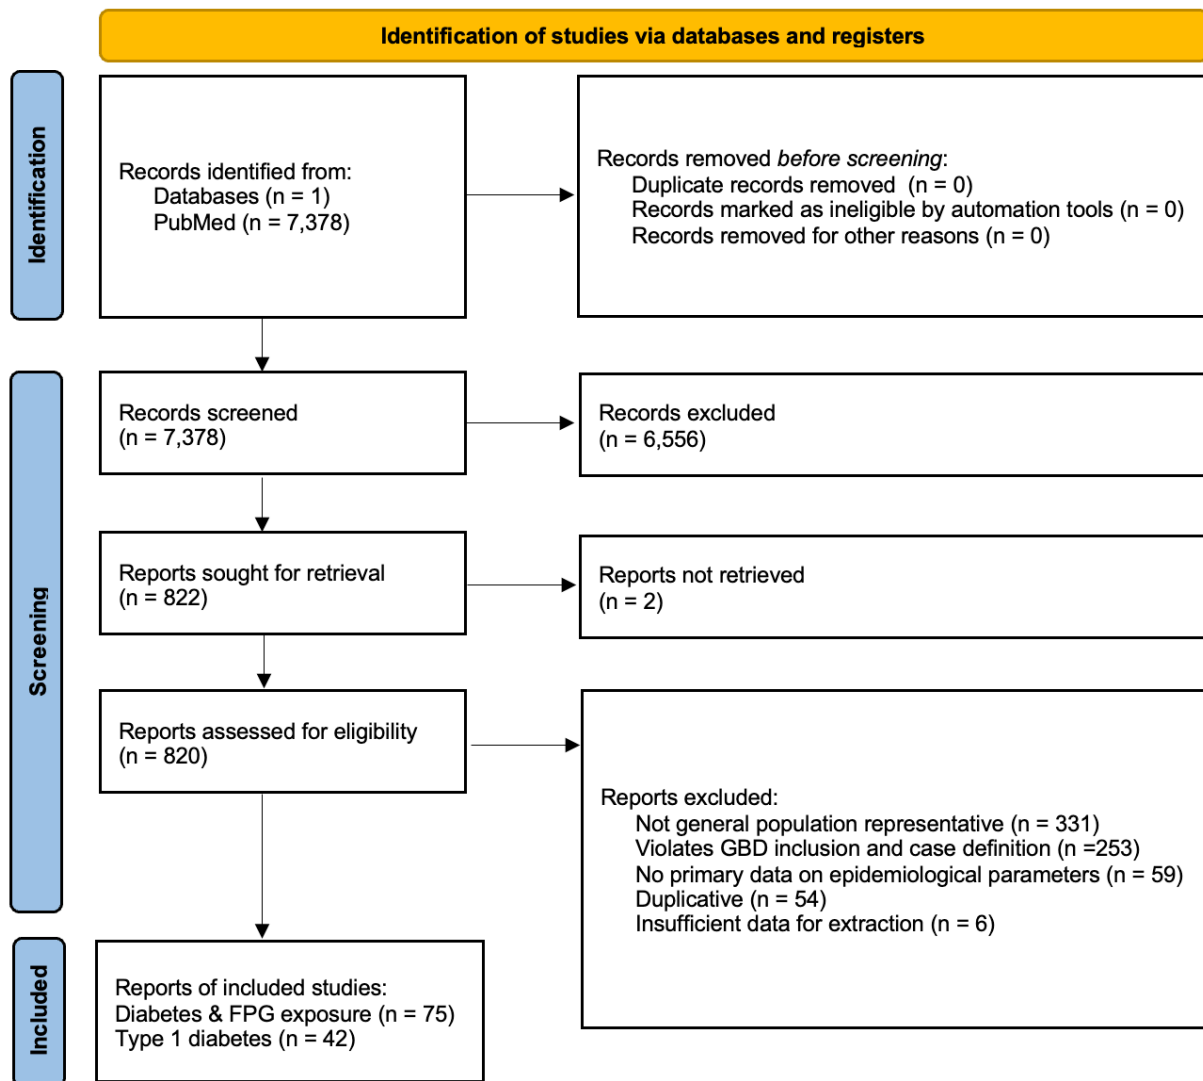 Identification of studies via databases and registers
Identification
Records identified from:
Databases (n = 1)
PubMed (n = 7,378)
Records removed before screening:
Duplicate records removed  (n = 0)
Records marked as ineligible by automation tools (n = 0)
Records removed for other reasons (n = 0)
Screening
Records screened
(n = 7,378)
Records excluded
(n = 6,556)
Reports sought for retrieval
(n = 822)
Reports not retrieved
(n = 2)
Reports assessed for eligibility
(n = 820)
Reports excluded:
Not general population representative (n = 331)
Violates GBD inclusion and case definition (n =253)
No primary data on epidemiological parameters (n = 59)
Duplicative (n = 54)
Insufficient data for extraction (n = 6)
Included
Reports of included studies:
Diabetes & FPG exposure (n = 75)
Type 1 diabetes (n = 42)